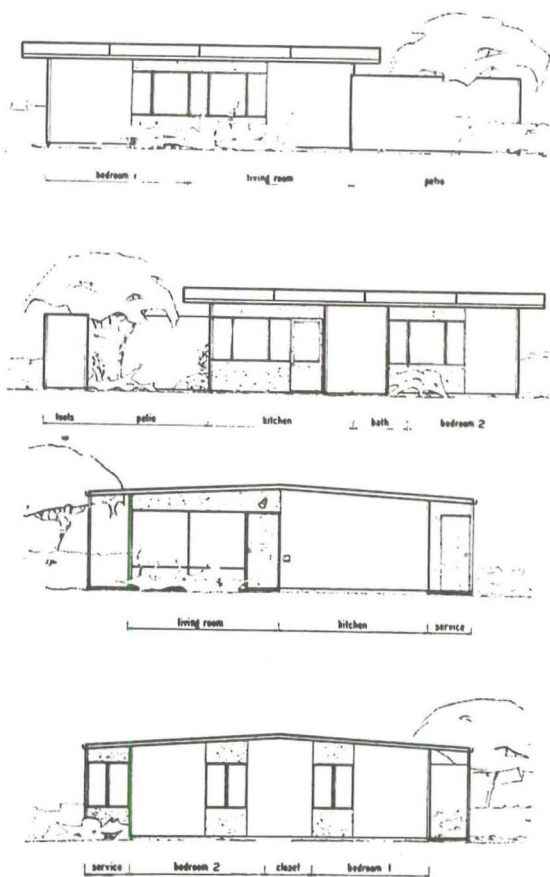 bedroom 1 living room patio
tools patio kitchen bath bedroom 2
living room kitchen service
service bedroom 2 closet bedroom 1